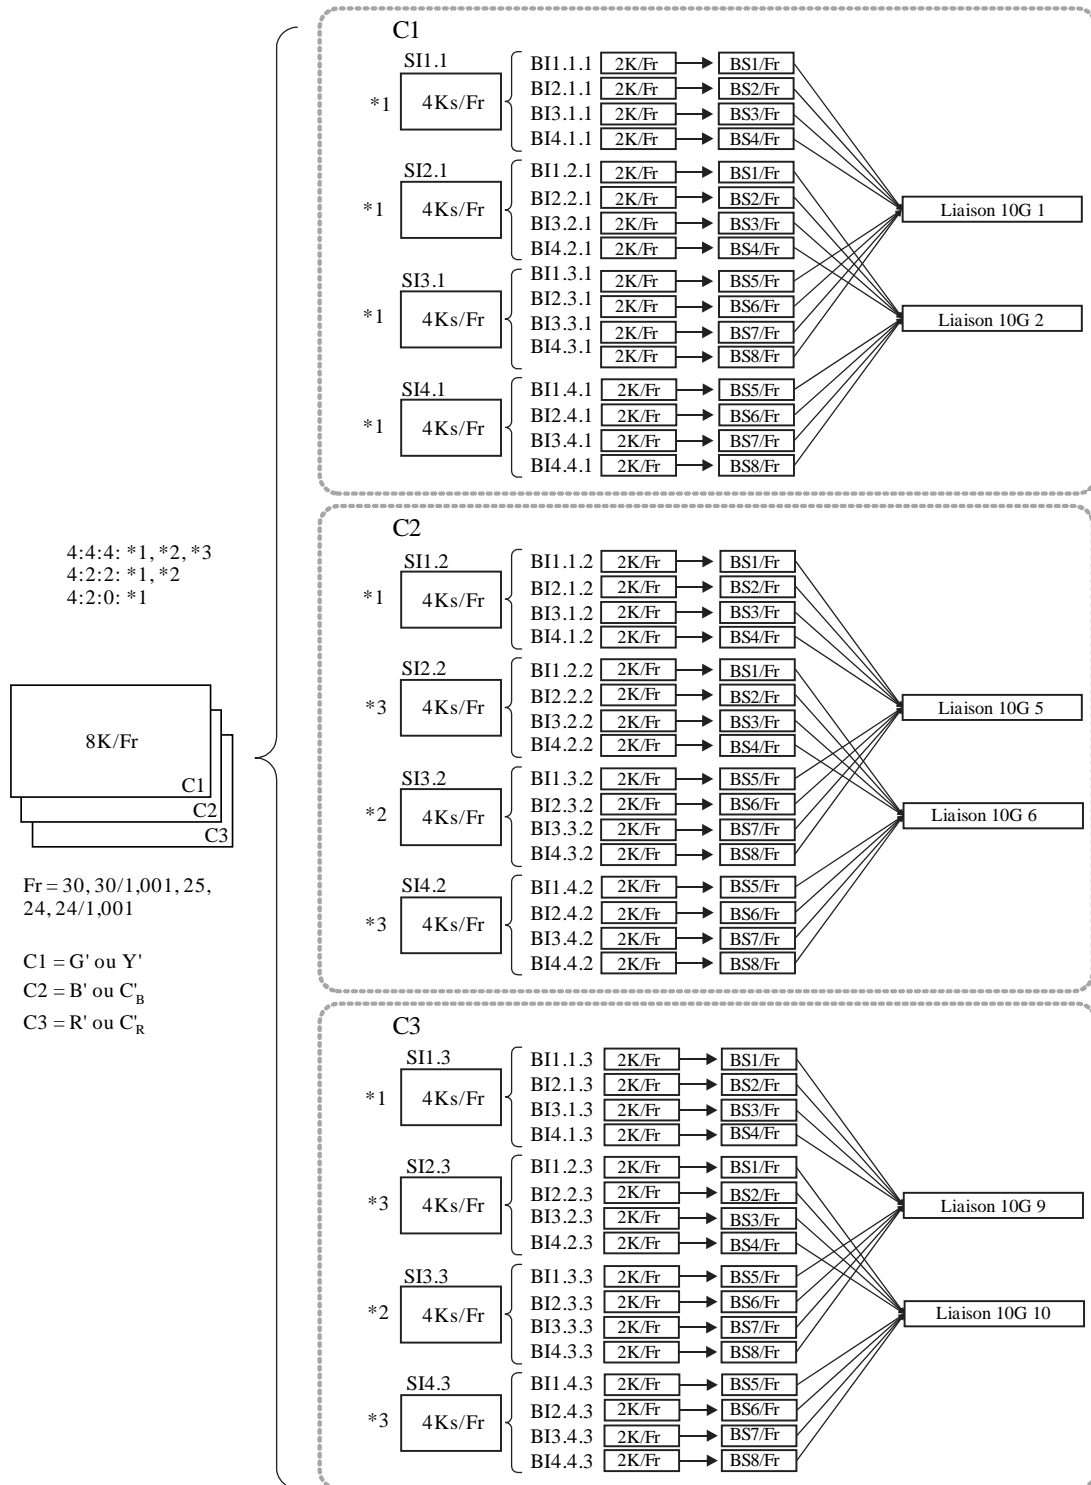 C1
SI1.1
*1
4Ks/Fr
BI1.1.1 2K/Fr BS1/Fr
BI2.1.1 2K/Fr BS2/Fr
BI3.1.1 2K/Fr BS3/Fr
BI4.1.1 2K/Fr BS4/Fr
SI2.1
*1
4Ks/Fr
BI1.2.1 2K/Fr BS1/Fr
BI2.2.1 2K/Fr BS2/Fr
BI3.2.1 2K/Fr BS3/Fr
BI4.2.1 2K/Fr BS4/Fr
SI3.1
*1
4Ks/Fr
BI1.3.1 2K/Fr BS5/Fr
BI2.3.1 2K/Fr BS6/Fr
BI3.3.1 2K/Fr BS7/Fr
BI4.3.1 2K/Fr BS8/Fr
SI4.1
*1
4Ks/Fr
BI1.4.1 2K/Fr BS5/Fr
BI2.4.1 2K/Fr BS6/Fr
BI3.4.1 2K/Fr BS7/Fr
BI4.4.1 2K/Fr BS8/Fr
Liaison 10G 1
Liaison 10G 2
4:4:4: *1, *2, *3
4:2:2: *1, *2
4:2:0: *1
8K/Fr
C1
C2
C3
Fr = 30, 30/1,001, 25,
24, 24/1,001
C1 = G' ou Y'
C2 = B' ou C'B
C3 = R' ou C'R
C2
SI1.2
*1
4Ks/Fr
BI1.1.2 2K/Fr BS1/Fr
BI2.1.2 2K/Fr BS2/Fr
BI3.1.2 2K/Fr BS3/Fr
BI4.1.2 2K/Fr BS4/Fr
SI2.2
*3
4Ks/Fr
BI1.2.2 2K/Fr BS1/Fr
BI2.2.2 2K/Fr BS2/Fr
BI3.2.2 2K/Fr BS3/Fr
BI4.2.2 2K/Fr BS4/Fr
SI3.2
*2
4Ks/Fr
BI1.3.2 2K/Fr BS5/Fr
BI2.3.2 2K/Fr BS6/Fr
BI3.3.2 2K/Fr BS7/Fr
BI4.3.2 2K/Fr BS8/Fr
SI4.2
*3
4Ks/Fr
BI1.4.2 2K/Fr BS5/Fr
BI2.4.2 2K/Fr BS6/Fr
BI3.4.2 2K/Fr BS7/Fr
BI4.4.2 2K/Fr BS8/Fr
Liaison 10G 5
Liaison 10G 6
C3
SI1.3
*1
4Ks/Fr
BI1.1.3 2K/Fr BS1/Fr
BI2.1.3 2K/Fr BS2/Fr
BI3.1.3 2K/Fr BS3/Fr
BI4.1.3 2K/Fr BS4/Fr
SI2.3
*3
4Ks/Fr
BI1.2.3 2K/Fr BS1/Fr
BI2.2.3 2K/Fr BS2/Fr
BI3.2.3 2K/Fr BS3/Fr
BI4.2.3 2K/Fr BS4/Fr
SI3.3
*2
4Ks/Fr
BI1.3.3 2K/Fr BS5/Fr
BI2.3.3 2K/Fr BS6/Fr
BI3.3.3 2K/Fr BS7/Fr
BI4.3.3 2K/Fr BS8/Fr
SI4.3
*3
4Ks/Fr
BI1.4.3 2K/Fr BS5/Fr
BI2.4.3 2K/Fr BS6/Fr
BI3.4.3 2K/Fr BS7/Fr
BI4.4.3 2K/Fr BS8/Fr
Liaison 10G 9
Liaison 10G 10